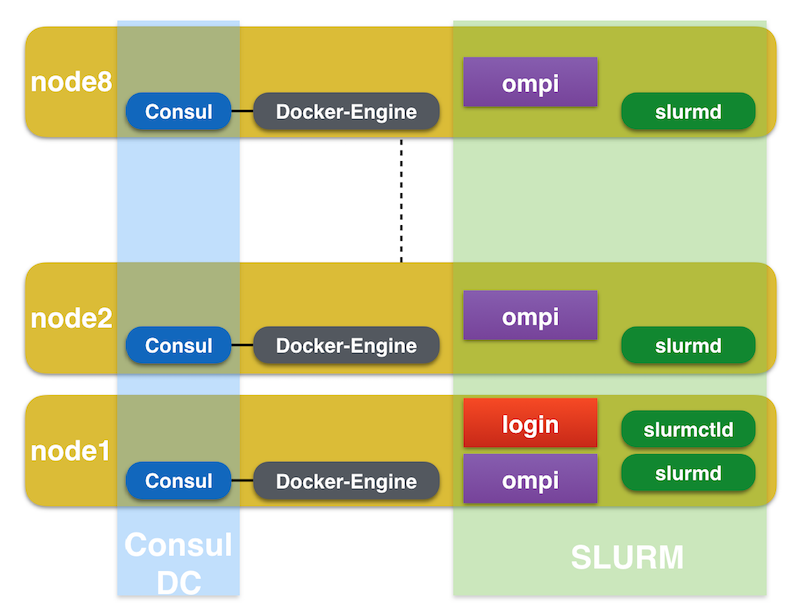 node8
Consul
Docker-Engine
ompi
slurmd
node2
Consul
Docker-Engine
ompi
slurmd
node1
Consul
Docker-Engine
login
ompi
slurmctld
slurmd
Consul
DC
SLURM